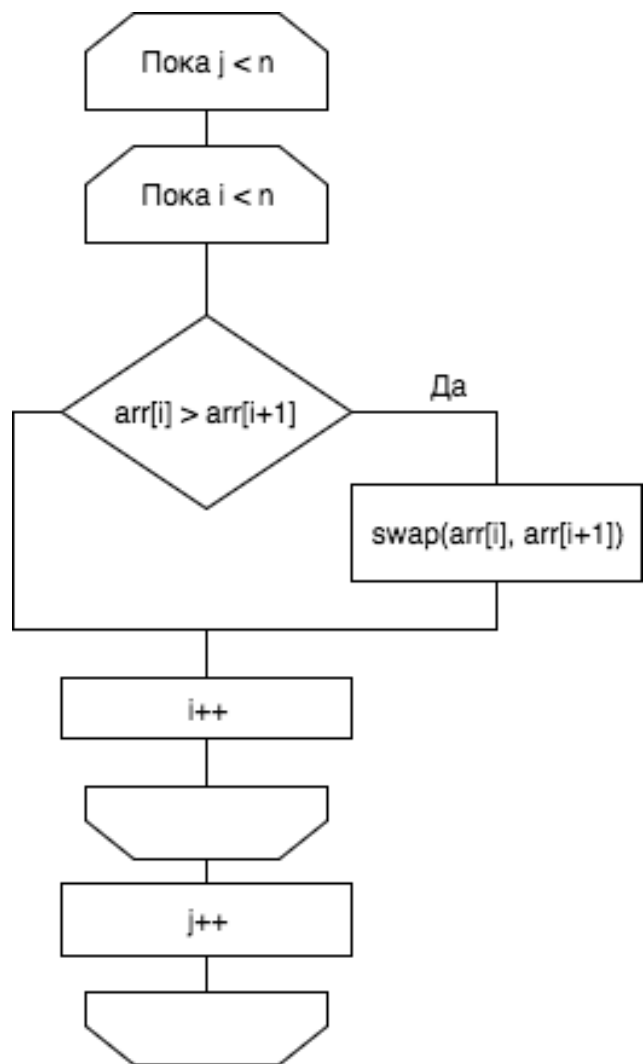 Пока j < n
Пока i < n
arr[i] > arr[i+1]
Да
swap(arr[i], arr[i+1])
i++
j++